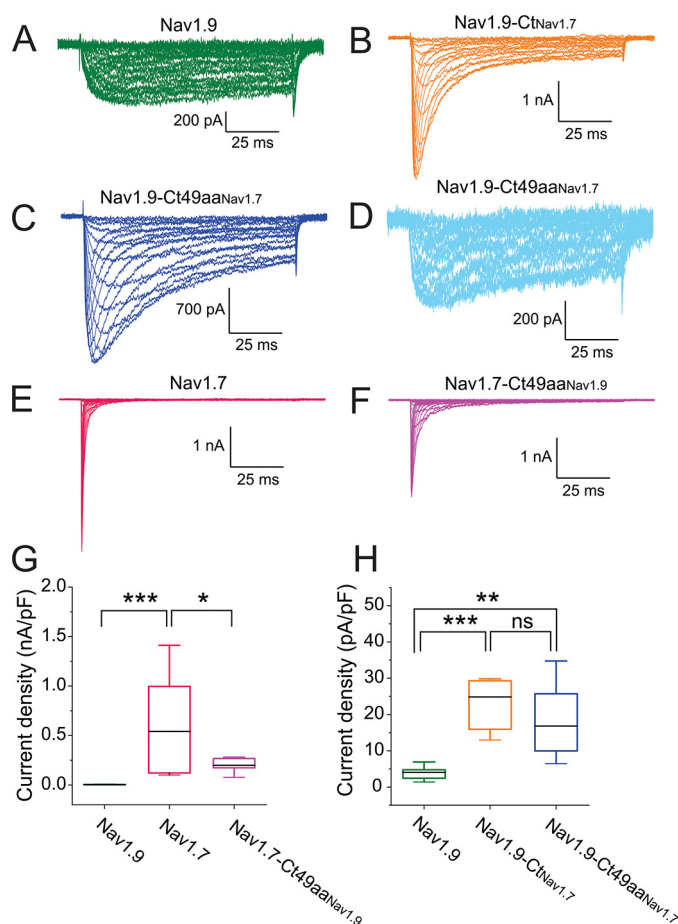 A
Nav1.9
200 pA
25 ms
B
Nav1.9-CtNav1.7
1 nA
25 ms
C
Nav1.9-Ct49aaNav1.7
700 pA
25 ms
D
Nav1.9-Ct49aaNav1.7
200 pA
25 ms
E
Nav1.7
1 nA
25 ms
F
Nav1.7-Ct49aaNav1.9
1 nA
25 ms
G
Current density (nA/pF)
2.0
1.5
1.0
0.5
0.0
***
*
Nav1.9
Nav1.7
Nav1.7-Ct49aaNav1.9
H
Current density (pA/pF)
50
40
30
20
10
0
**
***
ns
Nav1.9
Nav1.9-CtNav1.7
Nav1.9-Ct49aaNav1.7